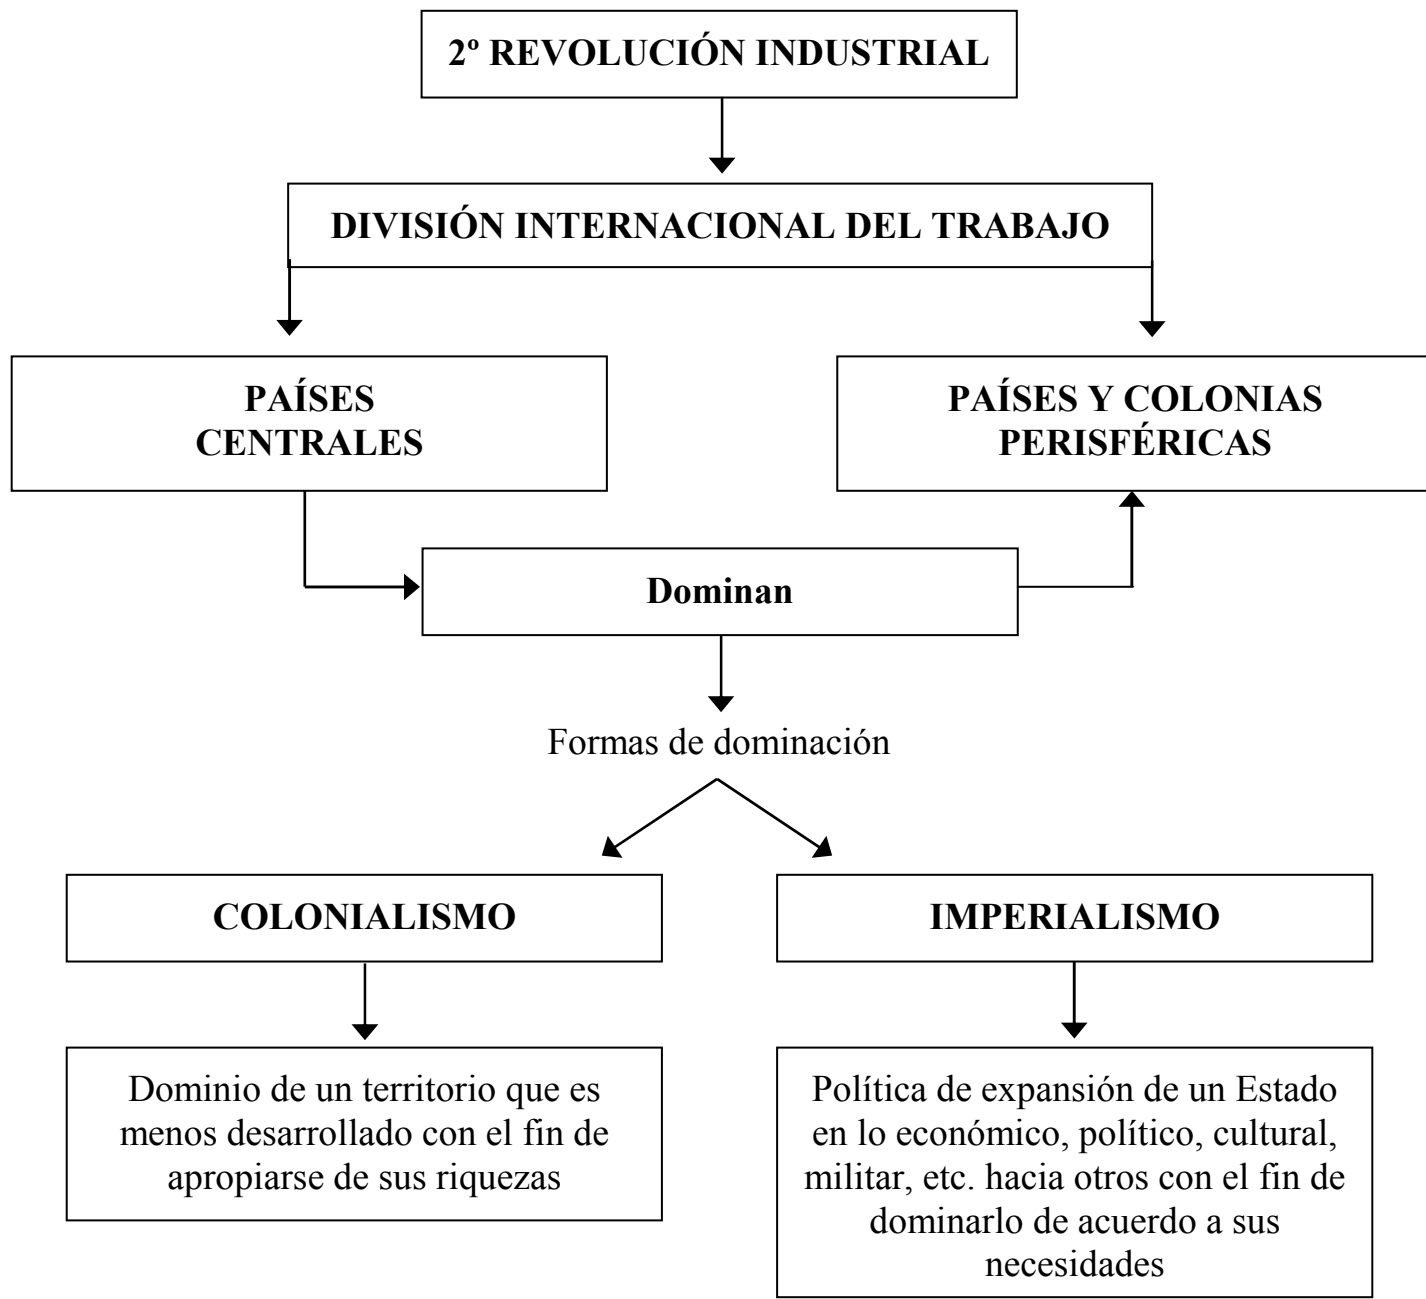 2º REVOLUCIÓN INDUSTRIAL
DIVISIÓN INTERNACIONAL DEL TRABAJO
PAÍSES
CENTRALES
PAÍSES Y COLONIAS
PERISFÉRICAS
Dominan
Formas de dominación
COLONIALISMO
IMPERIALISMO
Dominio de un territorio que es
menos desarrollado con el fin de
apropiarse de sus riquezas
Política de expansión de un Estado
en lo económico, político, cultural,
militar, etc. hacia otros con el fin de
dominarlo de acuerdo a sus
necesidades